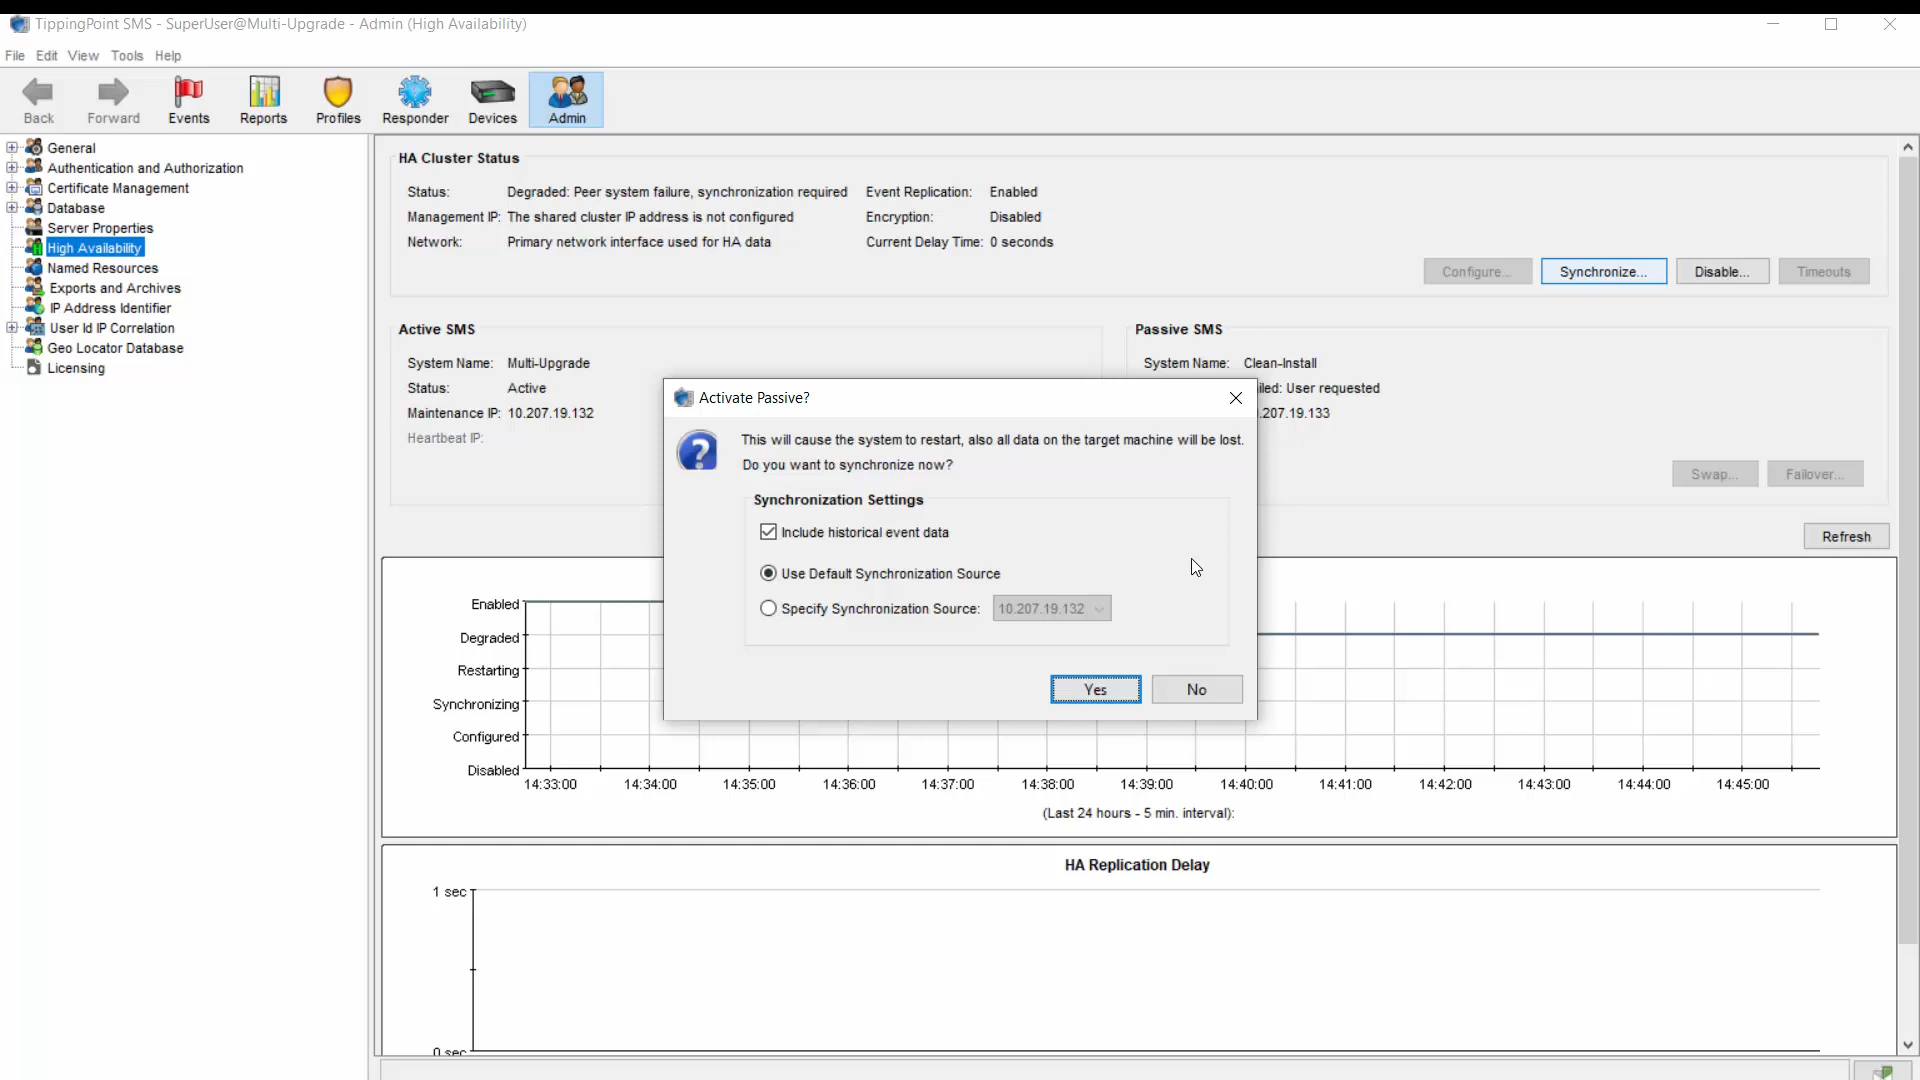 TippingPoint SMS - SuperUser@Multi-Upgrade - Admin (High Availability)
File Edit View Tools Help
Back Forward Events Reports Profiles Responder Devices Admin
General
Authentication and Authorization
Certificate Management
Database
Server Properties
High Availability
Named Resources
Exports and Archives
IP Address Identifier
User Id IP Correlation
Geo Locator Database
Licensing
HA Cluster Status
Status: Degraded: Peer system failure, synchronization required Event Replication: Enabled
Management IP: The shared cluster IP address is not configured Encryption: Disabled
Network: Primary network interface used for HA data Current Delay Time: 0 seconds
Configure... Synchronize... Disable... Timeouts
Active SMS
System Name: Multi-Upgrade
Status: Active
Maintenance IP: 10.207.19.132
Heartbeat IP:
Passive SMS
System Name: Clean-Install
iled: User requested
.207.19.133
Swap... Failover...
Refresh
Activate Passive?
This will cause the system to restart, also all data on the target machine will be lost.
Do you want to synchronize now?
Synchronization Settings
Include historical event data
Use Default Synchronization Source
Specify Synchronization Source: 10.207.19.132
Yes No
Enabled
Degraded
Restarting
Synchronizing
Configured
Disabled
14:33:00 14:34:00 14:35:00 14:36:00 14:37:00 14:38:00 14:39:00 14:40:00 14:41:00 14:42:00 14:43:00 14:44:00 14:45:00
(Last 24 hours - 5 min. interval):
HA Replication Delay
1 sec
0 sec